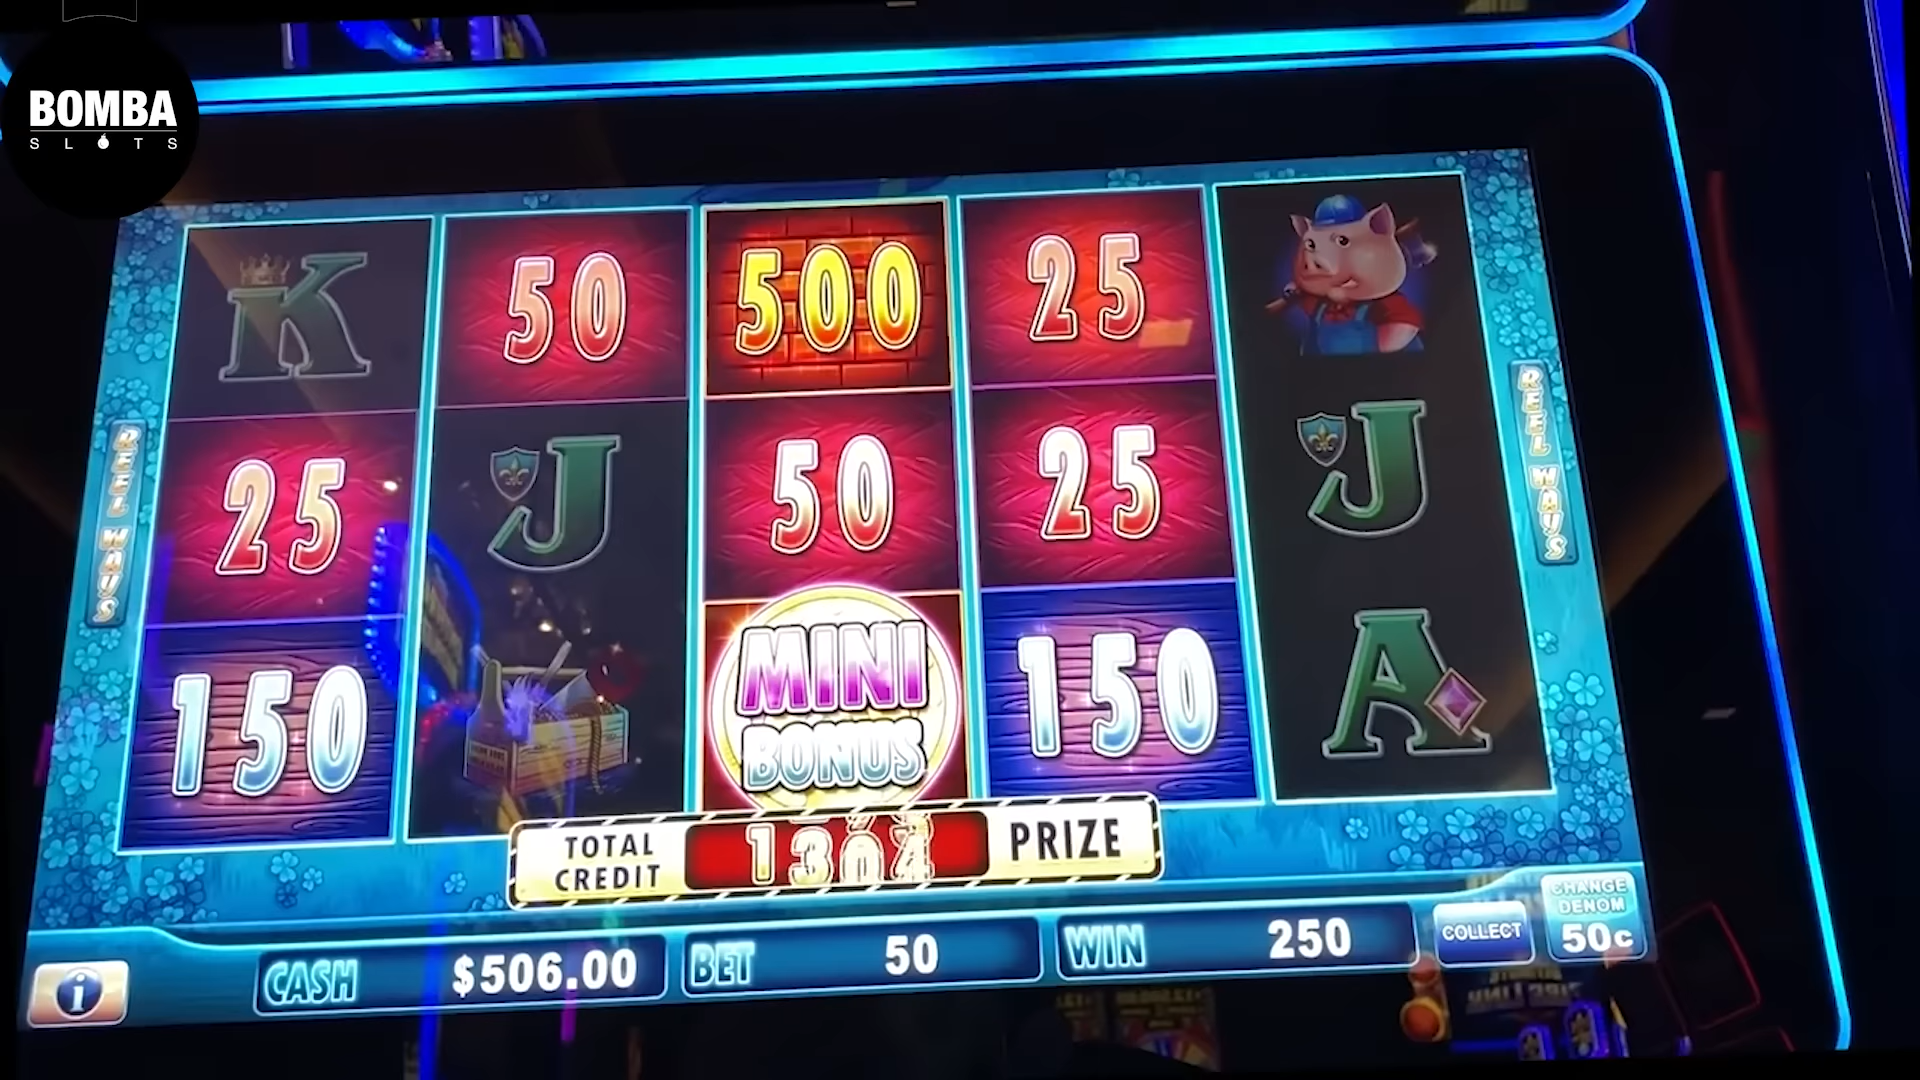 BOMBA
SLOTS
K
50
500
25
25
J
50
25
J
REEL WAYS
REEL WAYS
150
MINI
BONUS
150
A
TOTAL
CREDIT
PRIZE
CHANGE
DENOM
50¢
CASH
$506.00
BET
50
WIN
250
COLLECT
i